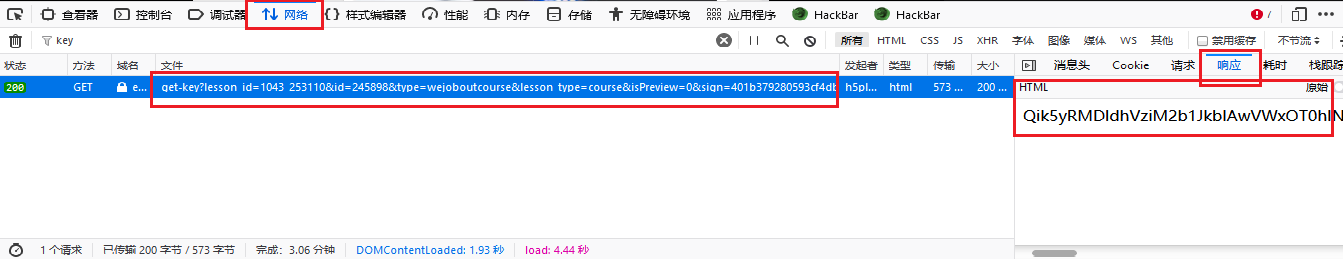 查看器 控制台 调试器 网络 样式编辑器 性能 内存 存储 无障碍环境 应用程序 HackBar HackBar
key 所有 HTML CSS JS XHR 字体 图像 媒体 WS 其他 禁用缓存 不节流
状态 方法 域名 文件 发起者 类型 传输 大小 消息头 Cookie 请求 响应 耗时 栈跟踪
200 GET e... get-key?lesson_id=1043_253110&id=245898&type=wejoboutcourse&lesson_type=course&isPreview=0&sign=401b379280593cf4db h5pl... html 573 ... 200 ... HTML 原始
1 个请求 已传输 200 字节 / 573 字节 完成：3.06 分钟 DOMContentLoaded: 1.93 秒 load: 4.44 秒